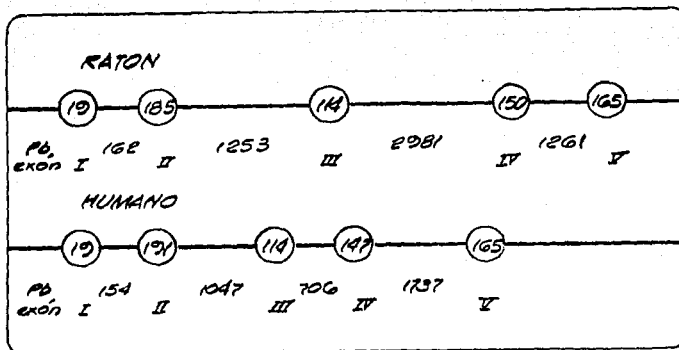 RATON
19 185 114 150 165
Pb 162 1253 2981 1261
exón I II III IV V
HUMANO
19 191 114 147 165
Pb 154 1047 706 1737
exón I II III IV V